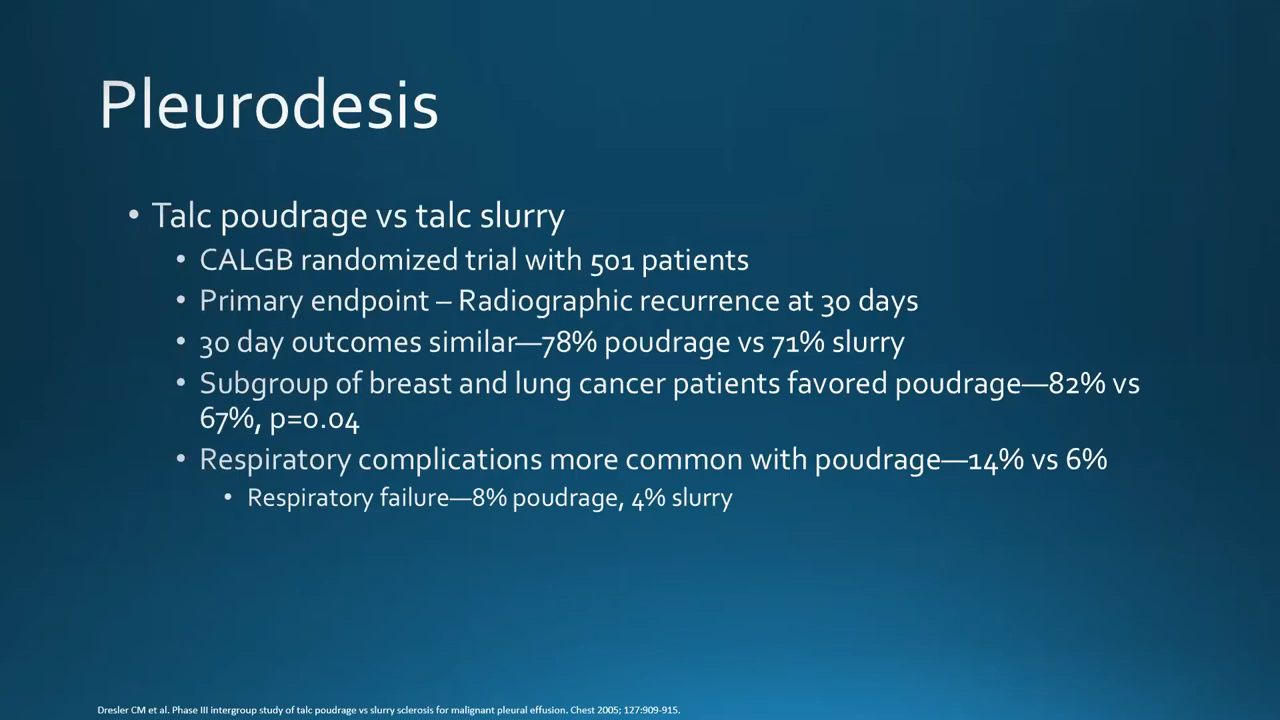 Pleurodesis
• Talc poudrage vs talc slurry
• CALGB randomized trial with 501 patients
• Primary endpoint – Radiographic recurrence at 30 days
• 30 day outcomes similar—78% poudrage vs 71% slurry
• Subgroup of breast and lung cancer patients favored poudrage—82% vs
67%, p=0.04
• Respiratory complications more common with poudrage—14% vs 6%
• Respiratory failure—8% poudrage, 4% slurry
Dresler CM et al. Phase III intergroup study of talc poudrage vs slurry sclerosis for malignant pleural effusion. Chest 2005; 127:909-915.